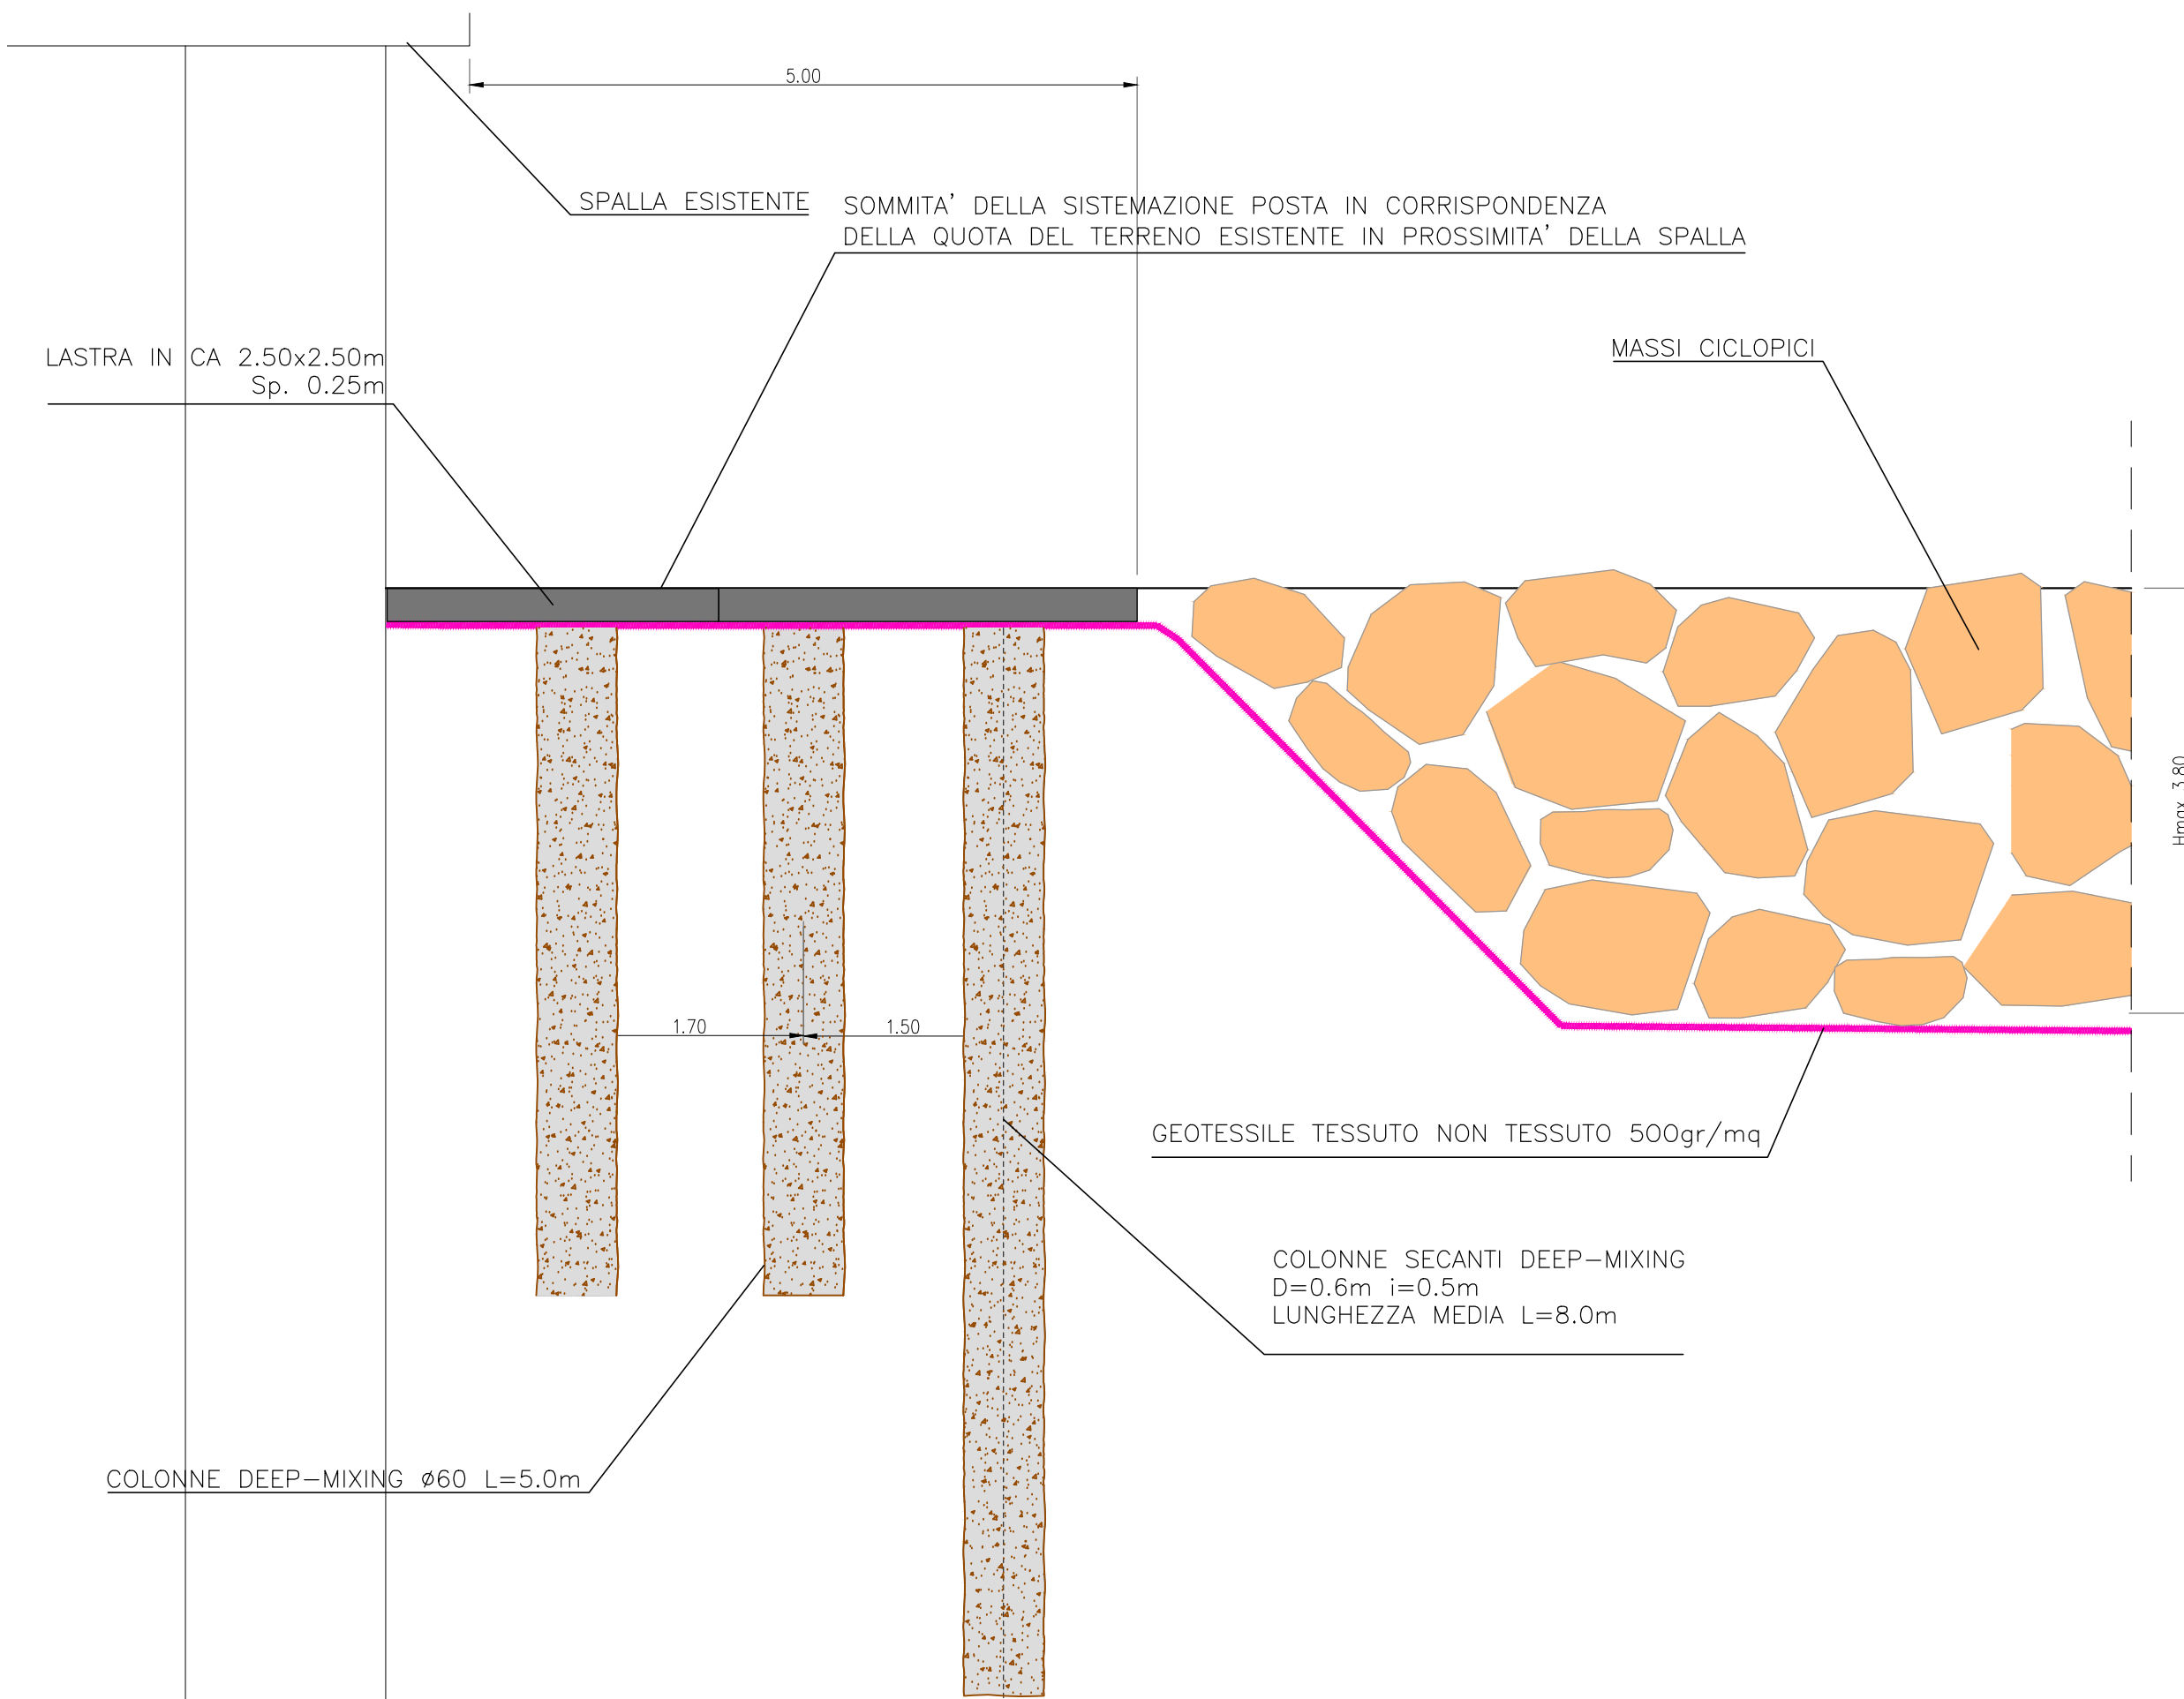 5.00
SPALLA ESISTENTE
SOMMITA' DELLA SISTEMAZIONE POSTA IN CORRISPONDENZA
DELLA QUOTA DEL TERRENO ESISTENTE IN PROSSIMITA' DELLA SPALLA
LASTRA IN CA 2.50x2.50m
Sp. 0.25m
MASSI CICLOPICI
Hmax 3.80
1.70
1.50
GEOTESSILE TESSUTO NON TESSUTO 500gr/mq
COLONNE SECANTI DEEP-MIXING
D=0.6m i=0.5m
LUNGHEZZA MEDIA L=8.0m
COLONNE DEEP-MIXING ø60 L=5.0m